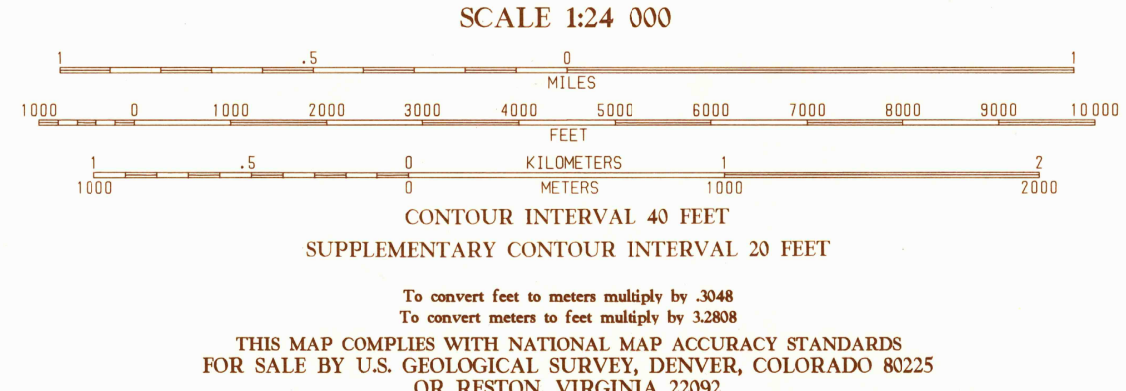 SCALE 1:24 000
1 .5 0 1
MILES
1000 0 1000 2000 3000 4000 5000 6000 7000 8000 9000 10 000
FEET
1 .5 0 KILOMETERS 1 2
1000 0 METERS 1000 2000
CONTOUR INTERVAL 40 FEET
SUPPLEMENTARY CONTOUR INTERVAL 20 FEET
To convert feet to meters multiply by .3048
To convert meters to feet multiply by 3.2808
THIS MAP COMPLIES WITH NATIONAL MAP ACCURACY STANDARDS
FOR SALE BY U.S. GEOLOGICAL SURVEY, DENVER, COLORADO 80225
OR RESTON, VIRGINIA 22092